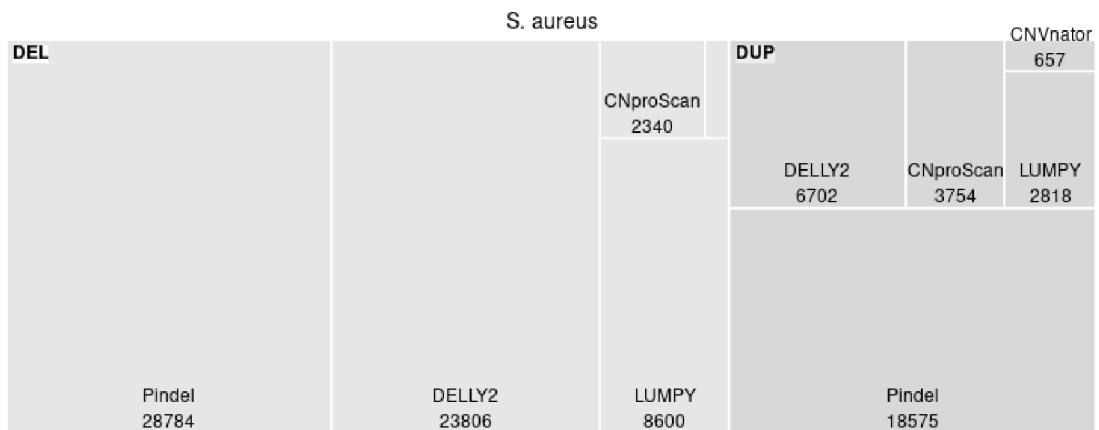 S. aureus
DEL
CNproScan
2340
Pindel
28784
DELLY2
23806
LUMPY
8600
DUP
CNVnator
657
DELLY2
6702
CNproScan
3754
LUMPY
2818
Pindel
18575